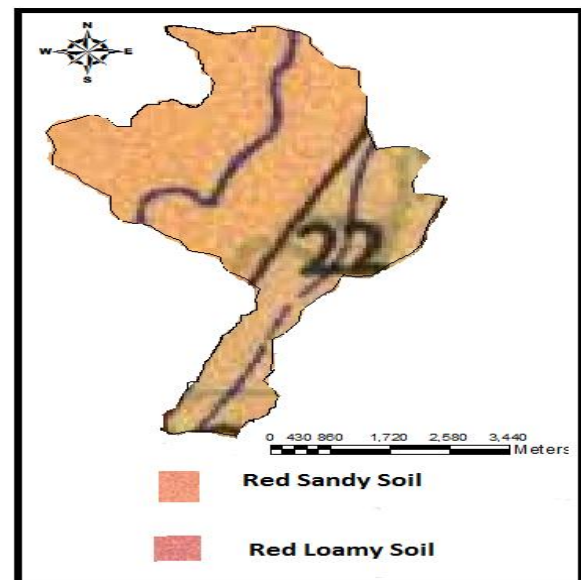 N
W E
S
22
0 430 860 1,720 2,580 3,440
Meters
Red Sandy Soil
Red Loamy Soil